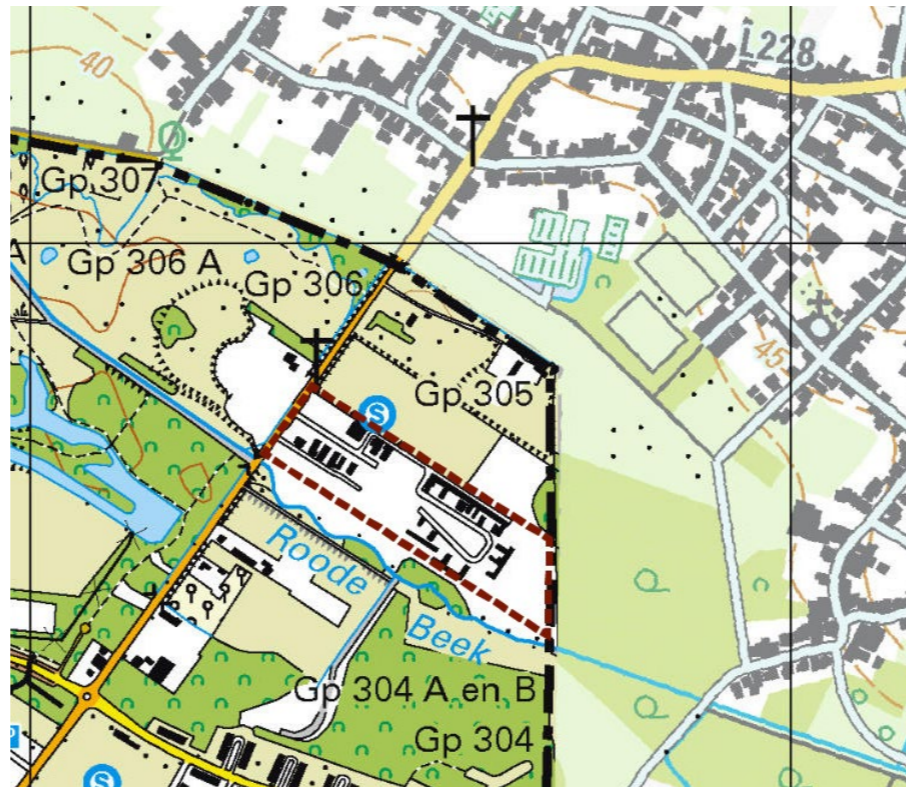 L228
40
Gp 307
Gp 306 A
A
Gp 306
45
Gp 305
S
Roode
Beek
Gp 304 A en B
Gp 304
S